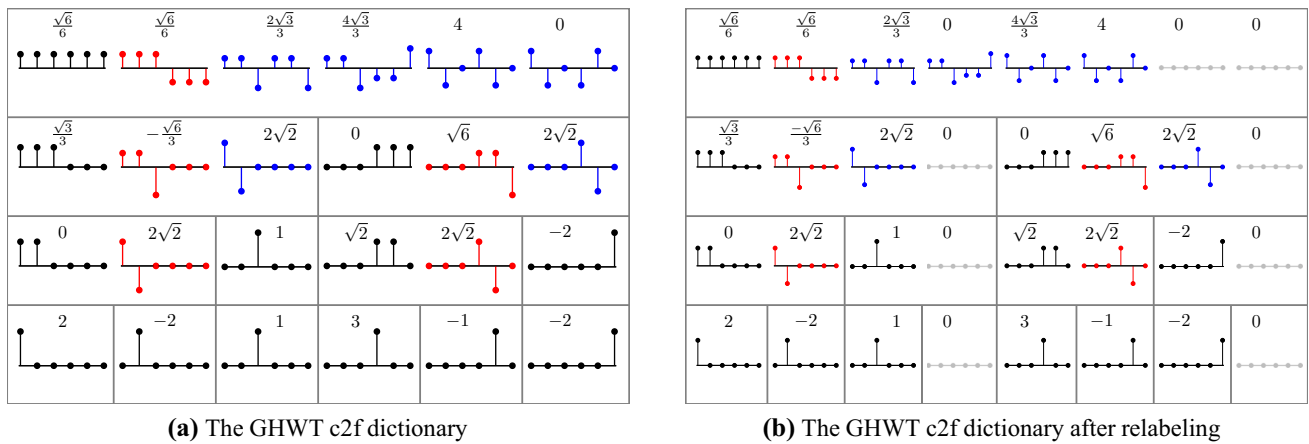 √6/6 √6/6 2√3/3 4√3/3 4 0
√3/3 -√6/3 2√2 0 √6 2√2
0 2√2 1 √2 2√2 -2
2 -2 1 3 -1 -2
(a) The GHWT c2f dictionary
√6/6 √6/6 2√3/3 0 4√3/3 4 0 0
√3/3 -√6/3 2√2 0 0 √6 2√2 0
0 2√2 1 0 √2 2√2 -2 0
2 -2 1 0 3 -1 -2 0
(b) The GHWT c2f dictionary after relabeling